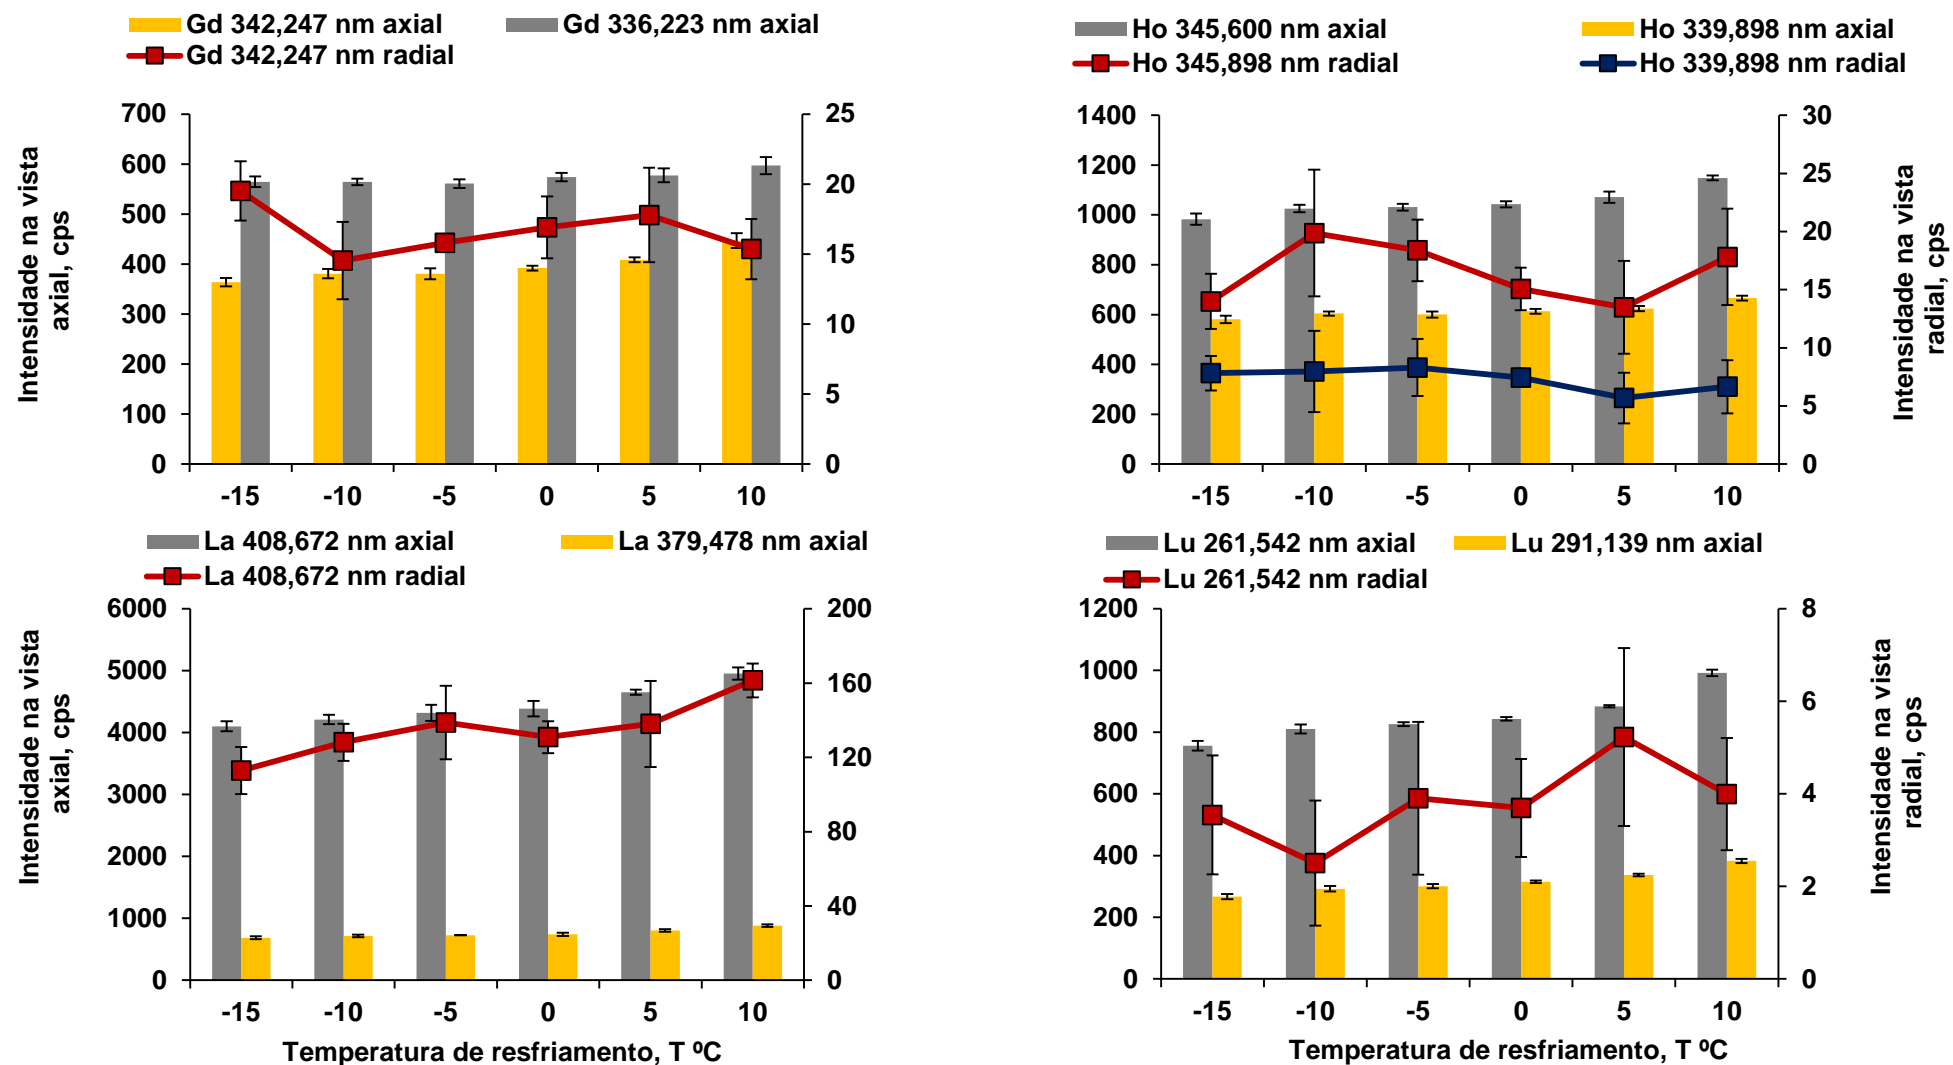 Gd 342,247 nm axial
Gd 336,223 nm axial
Gd 342,247 nm radial
Intensidade na vista
axial, cps
700
600
500
400
300
200
100
0
25
20
15
10
5
0
-15 -10 -5 0 5 10
Ho 345,600 nm axial
Ho 339,898 nm axial
Ho 345,898 nm radial
Ho 339,898 nm radial
1400
1200
1000
800
600
400
200
0
30
25
20
15
10
5
0
Intensidade na vista
radial, cps
-15 -10 -5 0 5 10
La 408,672 nm axial
La 379,478 nm axial
La 408,672 nm radial
Intensidade na vista
axial, cps
6000
5000
4000
3000
2000
1000
0
200
160
120
80
40
0
-15 -10 -5 0 5 10
Temperatura de resfriamento, T ºC
Lu 261,542 nm axial
Lu 291,139 nm axial
Lu 261,542 nm radial
1200
1000
800
600
400
200
0
8
6
4
2
0
Intensidade na vista
radial, cps
-15 -10 -5 0 5 10
Temperatura de resfriamento, T ºC